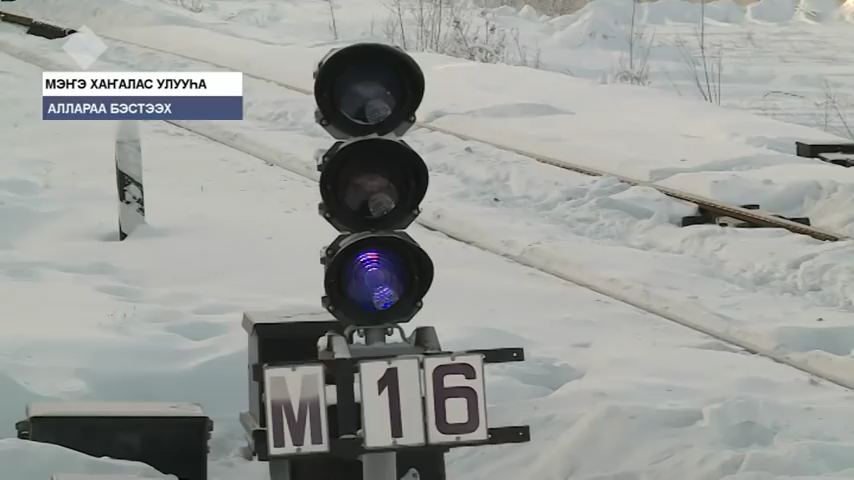 МЭҤЭ ХАҤАЛАС УЛУУҺА
АЛЛАРАА БЭСТЭЭХ
М 16